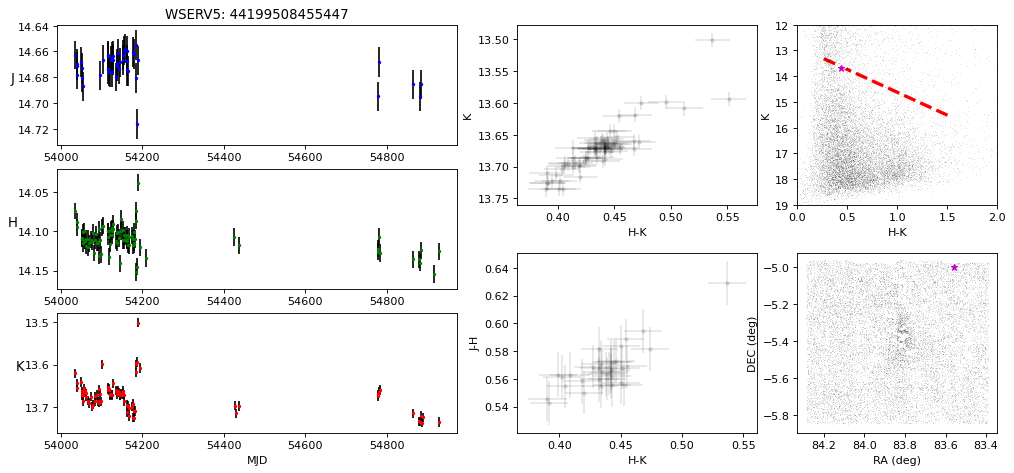 WSERV5: 44199508455447
14.64
14.66
14.68
14.70
14.72
J
54000 54200 54400 54600 54800
14.05
14.10
14.15
H
54000 54200 54400 54600 54800
13.5
13.6
13.7
K
54000 54200 54400 54600 54800
MJD
13.50
13.55
13.60
13.65
13.70
13.75
K
0.40 0.45 0.50 0.55
H-K
12
13
14
15
16
17
18
19
K
0.0 0.5 1.0 1.5 2.0
H-K
0.64
0.62
0.60
0.58
0.56
0.54
J-H
0.40 0.45 0.50 0.55
H-K
−5.0
−5.2
−5.4
−5.6
−5.8
DEC (deg)
84.2 84.0 83.8 83.6 83.4
RA (deg)